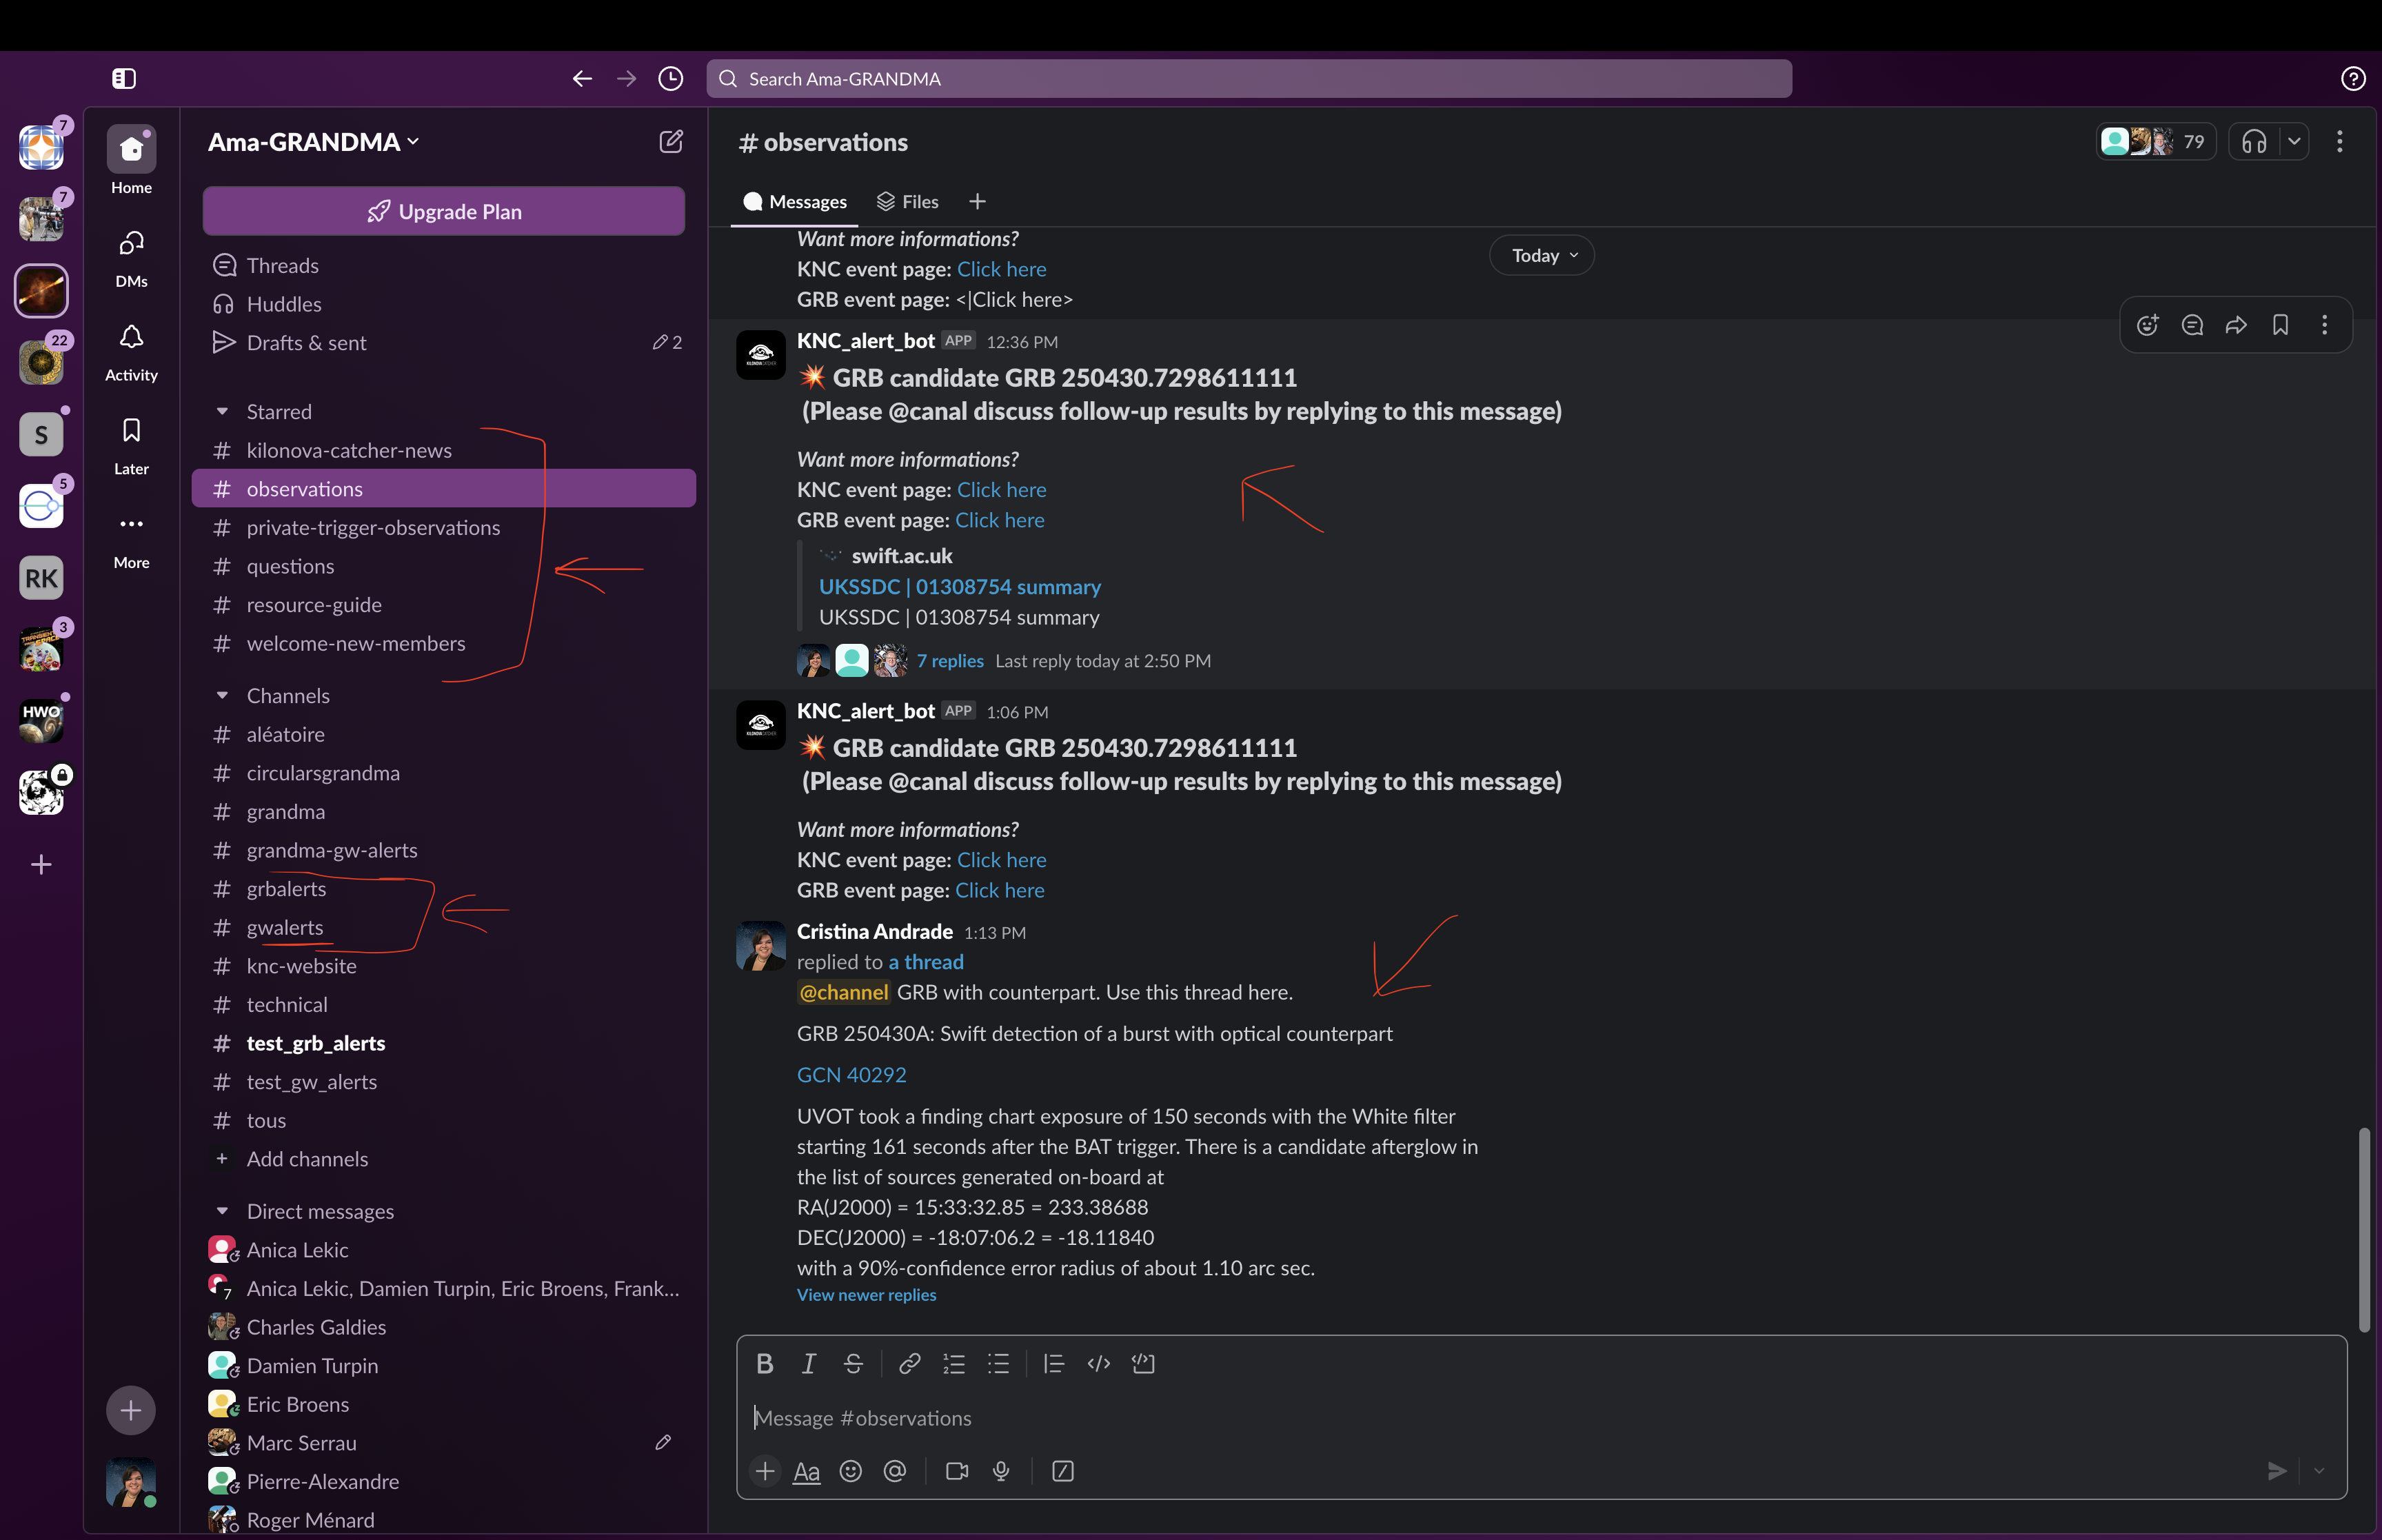 Search Ama-GRANDMA
7
7
22
S
5
RK
3
HWO
Home
DMs
Activity
Later
More
Ama-GRANDMA
Upgrade Plan
Threads
Huddles
Drafts & sent
2
Starred
# kilonova-catcher-news
# observations
# private-trigger-observations
# questions
# resource-guide
# welcome-new-members
Channels
# aléatoire
# circularsgrandma
# grandma
# grandma-gw-alerts
# grbalerts
# gwalerts
# knc-website
# technical
# test_grb_alerts
# test_gw_alerts
# tous
+ Add channels
Direct messages
Anica Lekic
7 Anica Lekic, Damien Turpin, Eric Broens, Frank...
Charles Galdies
Damien Turpin
Eric Broens
Marc Serrau
Pierre-Alexandre
Roger Ménard
# observations
79
Messages
Files
Today
Want more informations?
KNC event page: Click here
GRB event page: <|Click here>
KNC_alert_bot APP 12:36 PM
💥 GRB candidate GRB 250430.7298611111
(Please @canal discuss follow-up results by replying to this message)
Want more informations?
KNC event page: Click here
GRB event page: Click here
swift.ac.uk
UKSSDC | 01308754 summary
UKSSDC | 01308754 summary
7 replies Last reply today at 2:50 PM
KNC_alert_bot APP 1:06 PM
💥 GRB candidate GRB 250430.7298611111
(Please @canal discuss follow-up results by replying to this message)
Want more informations?
KNC event page: Click here
GRB event page: Click here
Cristina Andrade 1:13 PM
replied to a thread
@channel GRB with counterpart. Use this thread here.
GRB 250430A: Swift detection of a burst with optical counterpart
GCN 40292
UVOT took a finding chart exposure of 150 seconds with the White filter
starting 161 seconds after the BAT trigger. There is a candidate afterglow in
the list of sources generated on-board at
RA(J2000) = 15:33:32.85 = 233.38688
DEC(J2000) = -18:07:06.2 = -18.11840
with a 90%-confidence error radius of about 1.10 arc sec.
View newer replies
Message #observations
Aa